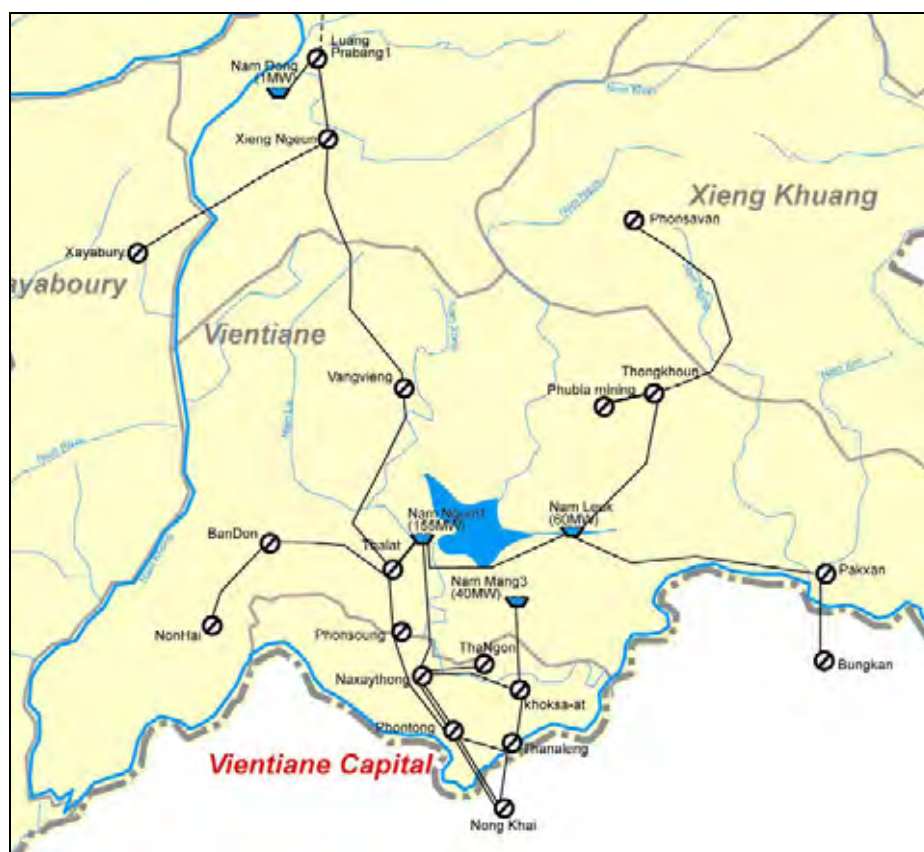 Luang
Prabang1
Nam Dong
(1MW)
Nam Khan
Xieng Ngeun
Xieng Khuang
Phonsavan
Xayabury
ayaboury
Vientiane
Vangvieng
Thongkhoun
Phubia mining
Nam Ngum1
(155MW)
Nam Leuk
(60MW)
BanDon
Thalat
Nam Mang3
(40MW)
Pakxan
NonHai
Phonsoung
ThaNgon
Bungkan
Naxaythong
khoksa-at
Phontong
Thanaleng
Vientiane Capital
Nong Khai